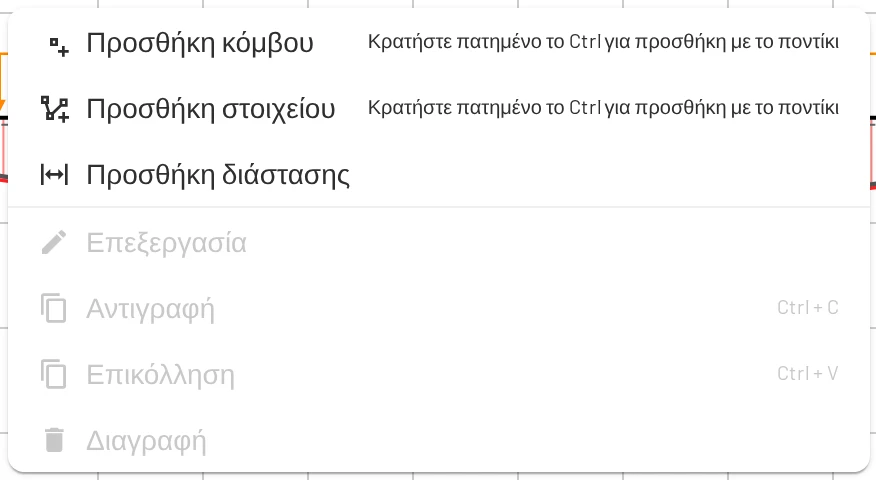 Προσθήκη κόμβου Κρατήστε πατημένο το Ctrl για προσθήκη με το ποντίκι
Προσθήκη στοιχείου Κρατήστε πατημένο το Ctrl για προσθήκη με το ποντίκι
Προσθήκη διάστασης
Επεξεργασία
Αντιγραφή Ctrl + C
Επικόλληση Ctrl + V
Διαγραφή